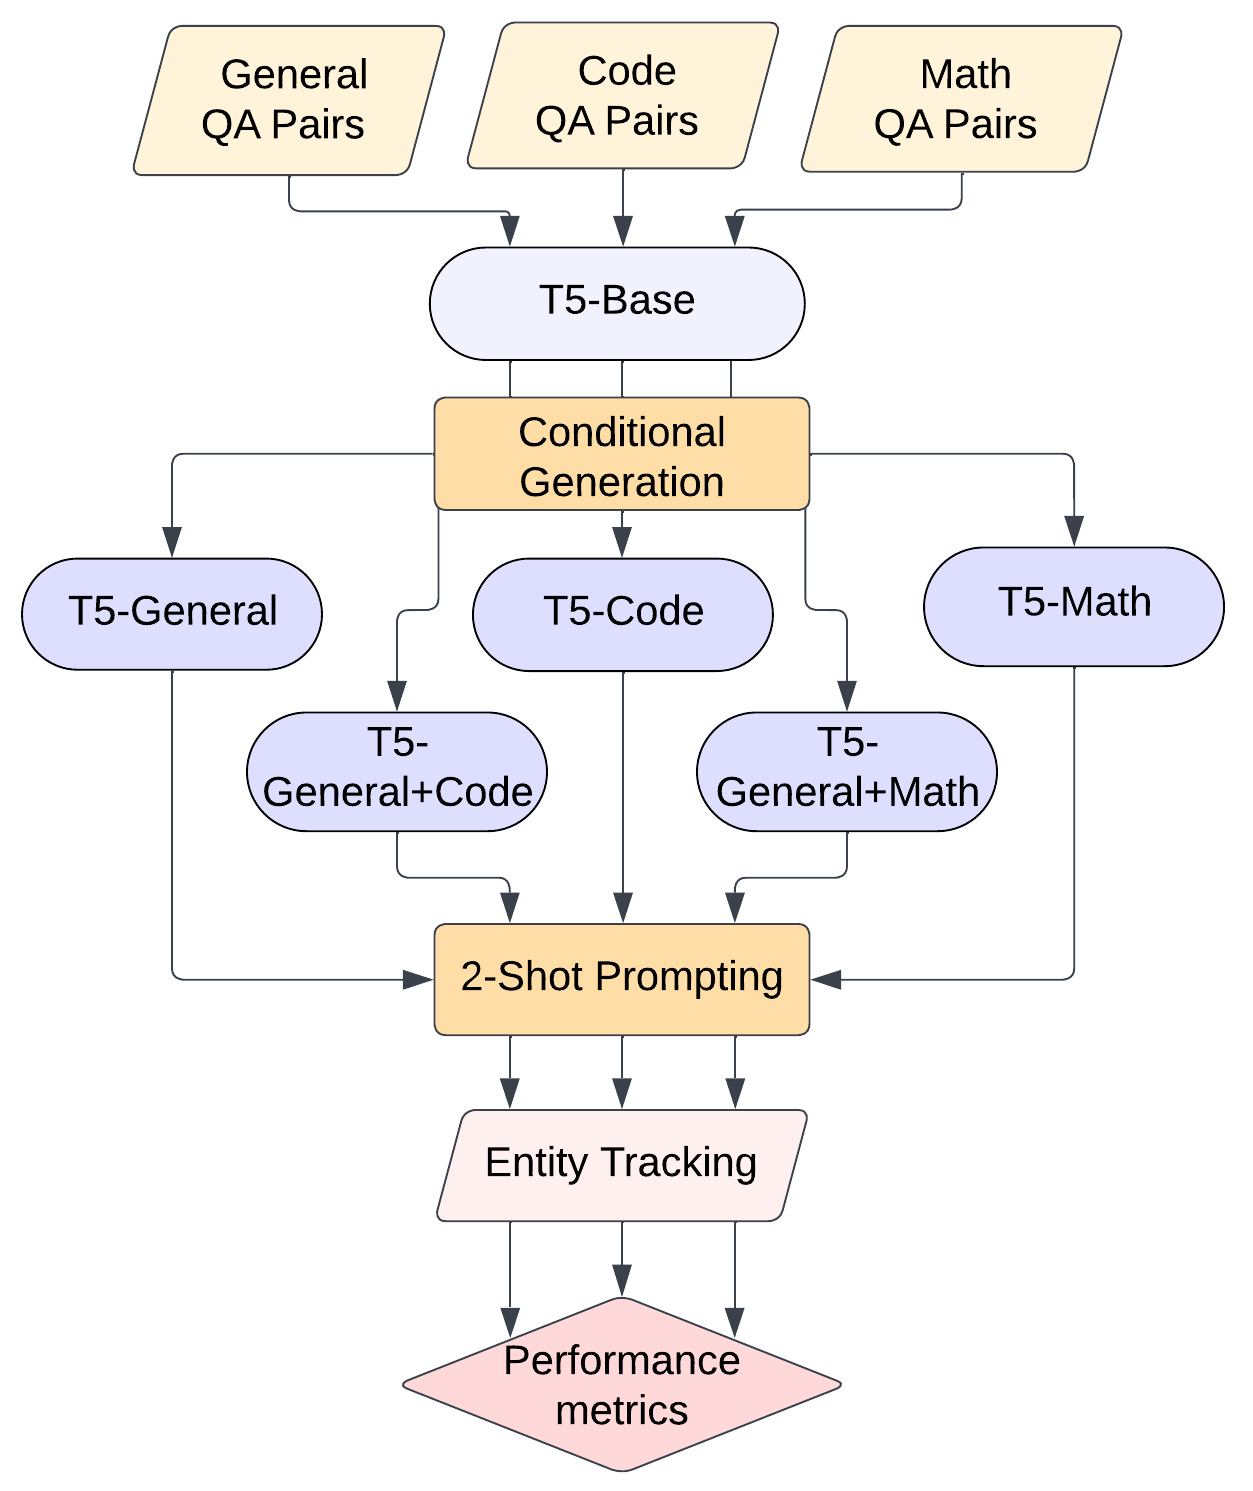 General
QA Pairs
Code
QA Pairs
Math
QA Pairs
T5-Base
Conditional
Generation
T5-General
T5-Code
T5-Math
T5-
General+Code
T5-
General+Math
2-Shot Prompting
Entity Tracking
Performance
metrics